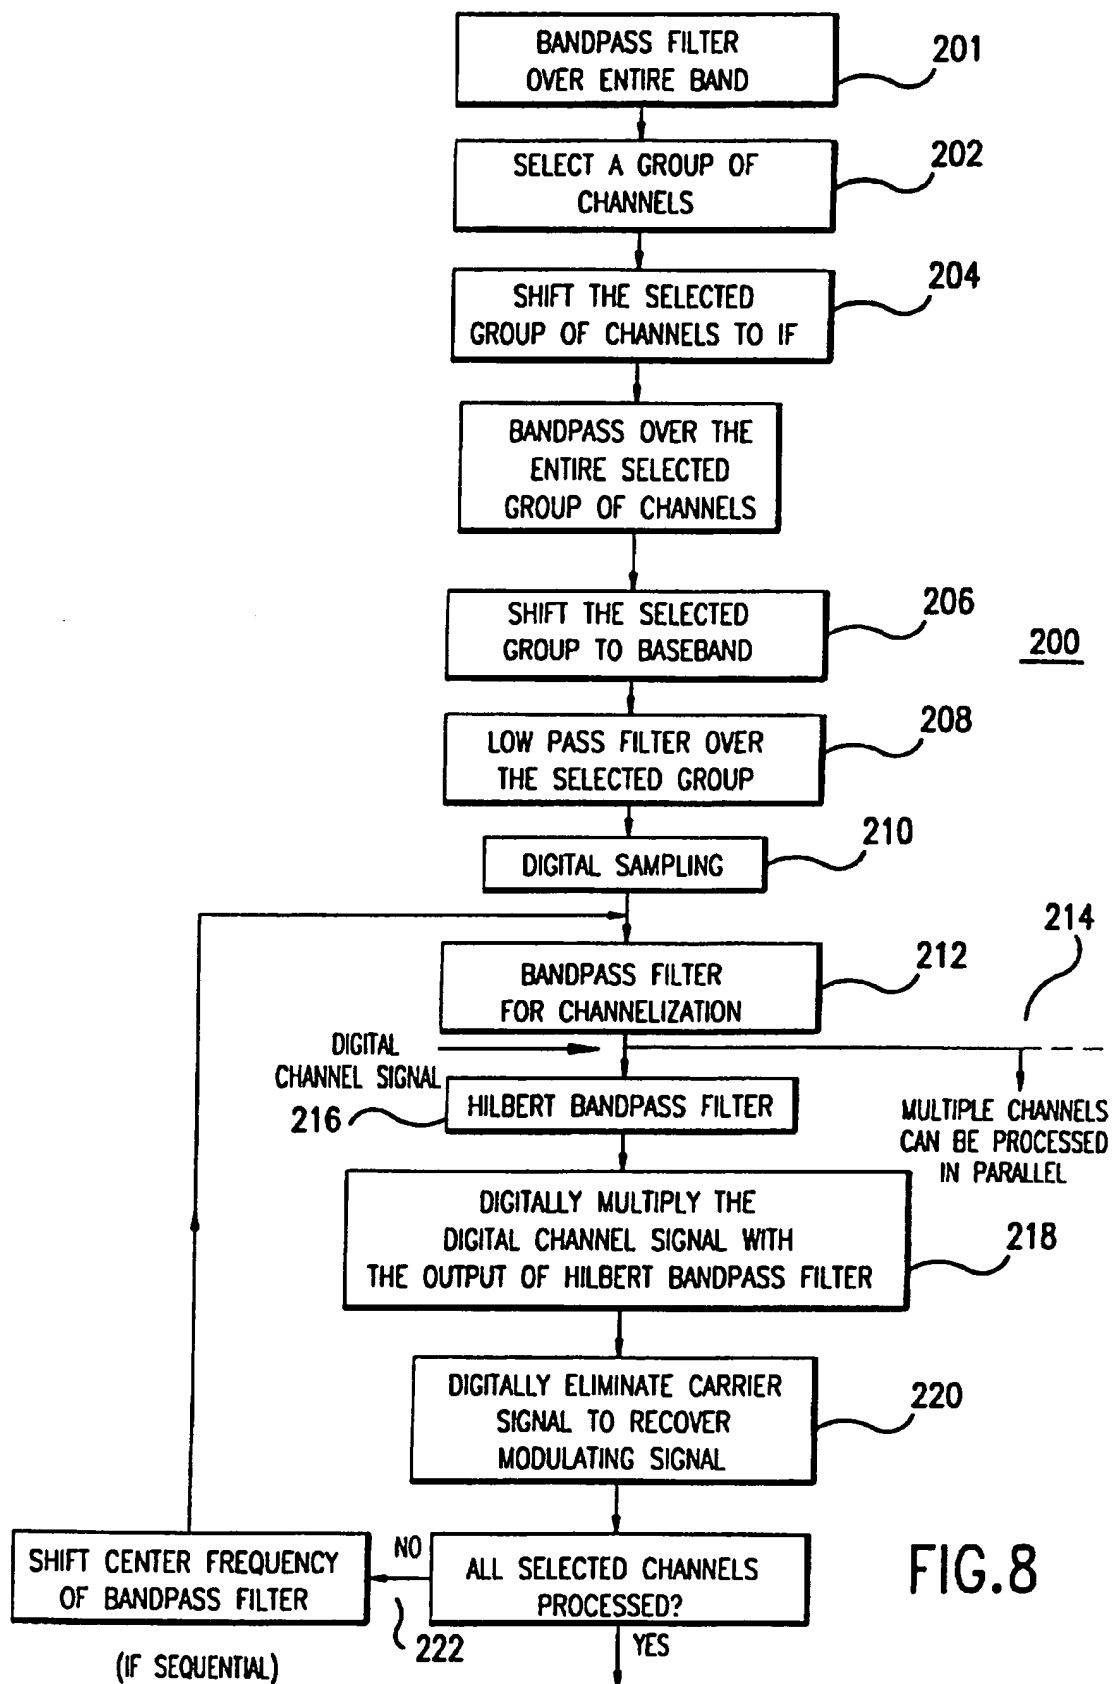 BANDPASS FILTER
OVER ENTIRE BAND
201
SELECT A GROUP OF
CHANNELS
202
SHIFT THE SELECTED
GROUP OF CHANNELS TO IF
204
BANDPASS OVER THE
ENTIRE SELECTED
GROUP OF CHANNELS
SHIFT THE SELECTED
GROUP TO BASEBAND
206
200
LOW PASS FILTER OVER
THE SELECTED GROUP
208
DIGITAL SAMPLING
210
BANDPASS FILTER
FOR CHANNELIZATION
212
214
DIGITAL
CHANNEL SIGNAL
HILBERT BANDPASS FILTER
216
MULTIPLE CHANNELS
CAN BE PROCESSED
IN PARALLEL
DIGITALLY MULTIPLY THE
DIGITAL CHANNEL SIGNAL WITH
THE OUTPUT OF HILBERT BANDPASS FILTER
218
DIGITALLY ELIMINATE CARRIER
SIGNAL TO RECOVER
MODULATING SIGNAL
220
ALL SELECTED CHANNELS
PROCESSED?
NO
222
YES
SHIFT CENTER FREQUENCY
OF BANDPASS FILTER
(IF SEQUENTIAL)
FIG.8